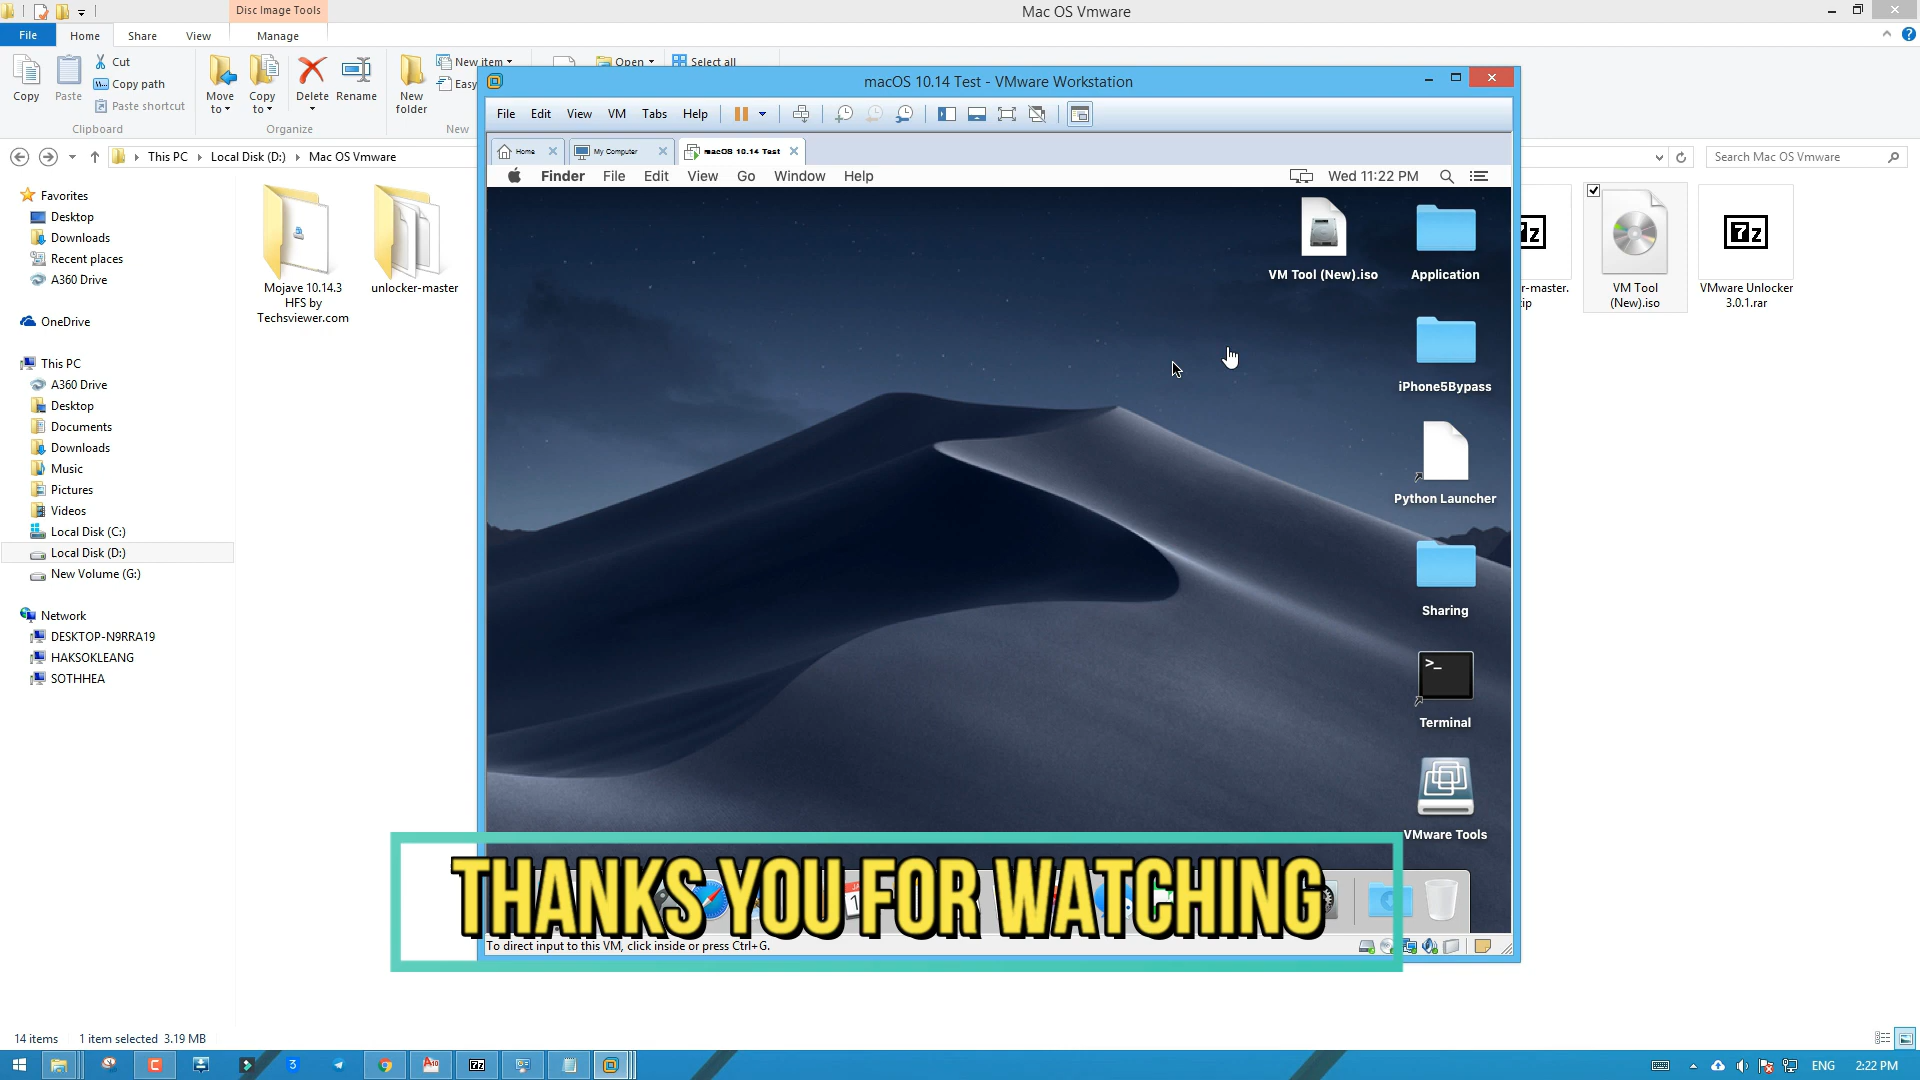 Disc Image Tools
Mac OS Vmware
File
Home
Share
View
Manage
Copy
Paste
Cut
Copy path
Paste shortcut
Clipboard
Move to
Copy to
Delete
Rename
Organize
New folder
New item
Easy
New
Open
Select all
This PC
Local Disk (D:)
Mac OS Vmware
Search Mac OS Vmware
Favorites
Desktop
Downloads
Recent places
A360 Drive
OneDrive
This PC
A360 Drive
Desktop
Documents
Downloads
Music
Pictures
Videos
Local Disk (C:)
Local Disk (D:)
New Volume (G:)
Network
DESKTOP-N9RRA19
HAKSOKLEANG
SOTHHEA
Mojave 10.14.3
HFS by
Techsviewer.com
unlocker-master
macOS 10.14 Test - VMware Workstation
File Edit View VM Tabs Help
Home
My Computer
macOS 10.14 Test
Finder File Edit View Go Window Help
Wed 11:22 PM
VM Tool (New).iso
Application
iPhone5Bypass
Python Launcher
Sharing
Terminal
VMware Tools
THANKS YOU FOR WATCHING
To direct input to this VM, click inside or press Ctrl+G.
r-master.
ip
VM Tool
(New).iso
7z
VMware Unlocker
3.0.1.rar
14 items
1 item selected 3.19 MB
ENG
2:22 PM